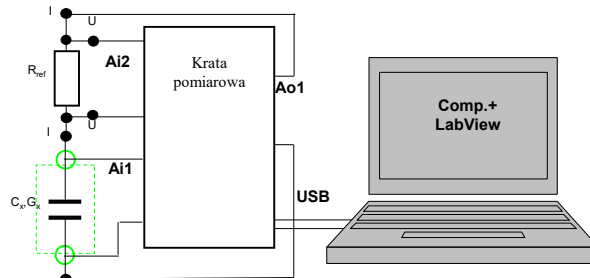 I
U
Ai2
R ref
Krata
pomiarowa
Ao1
Comp.+
LabView
U
I
Ai1
C x ,G x
USB